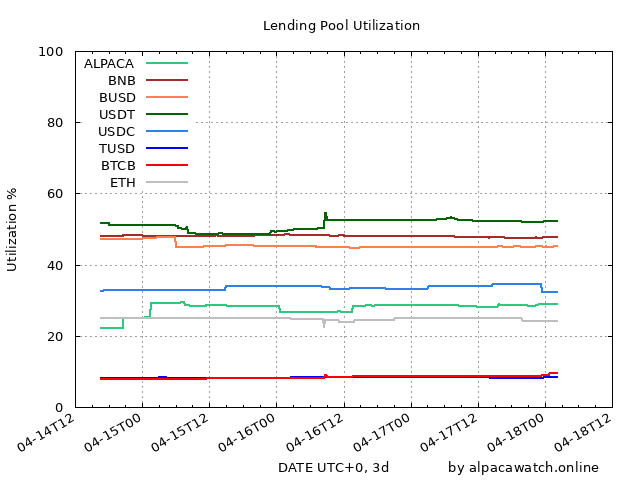 Lending Pool Utilization
100
80
60
40
20
0
Utilization %
ALPACA
BNB
BUSD
USDT
USDC
TUSD
BTCB
ETH
04-14T12
04-15T00
04-15T12
04-16T00
04-16T12
04-17T00
04-17T12
04-18T00
04-18T12
DATE UTC+0, 3d
by alpacawatch.online